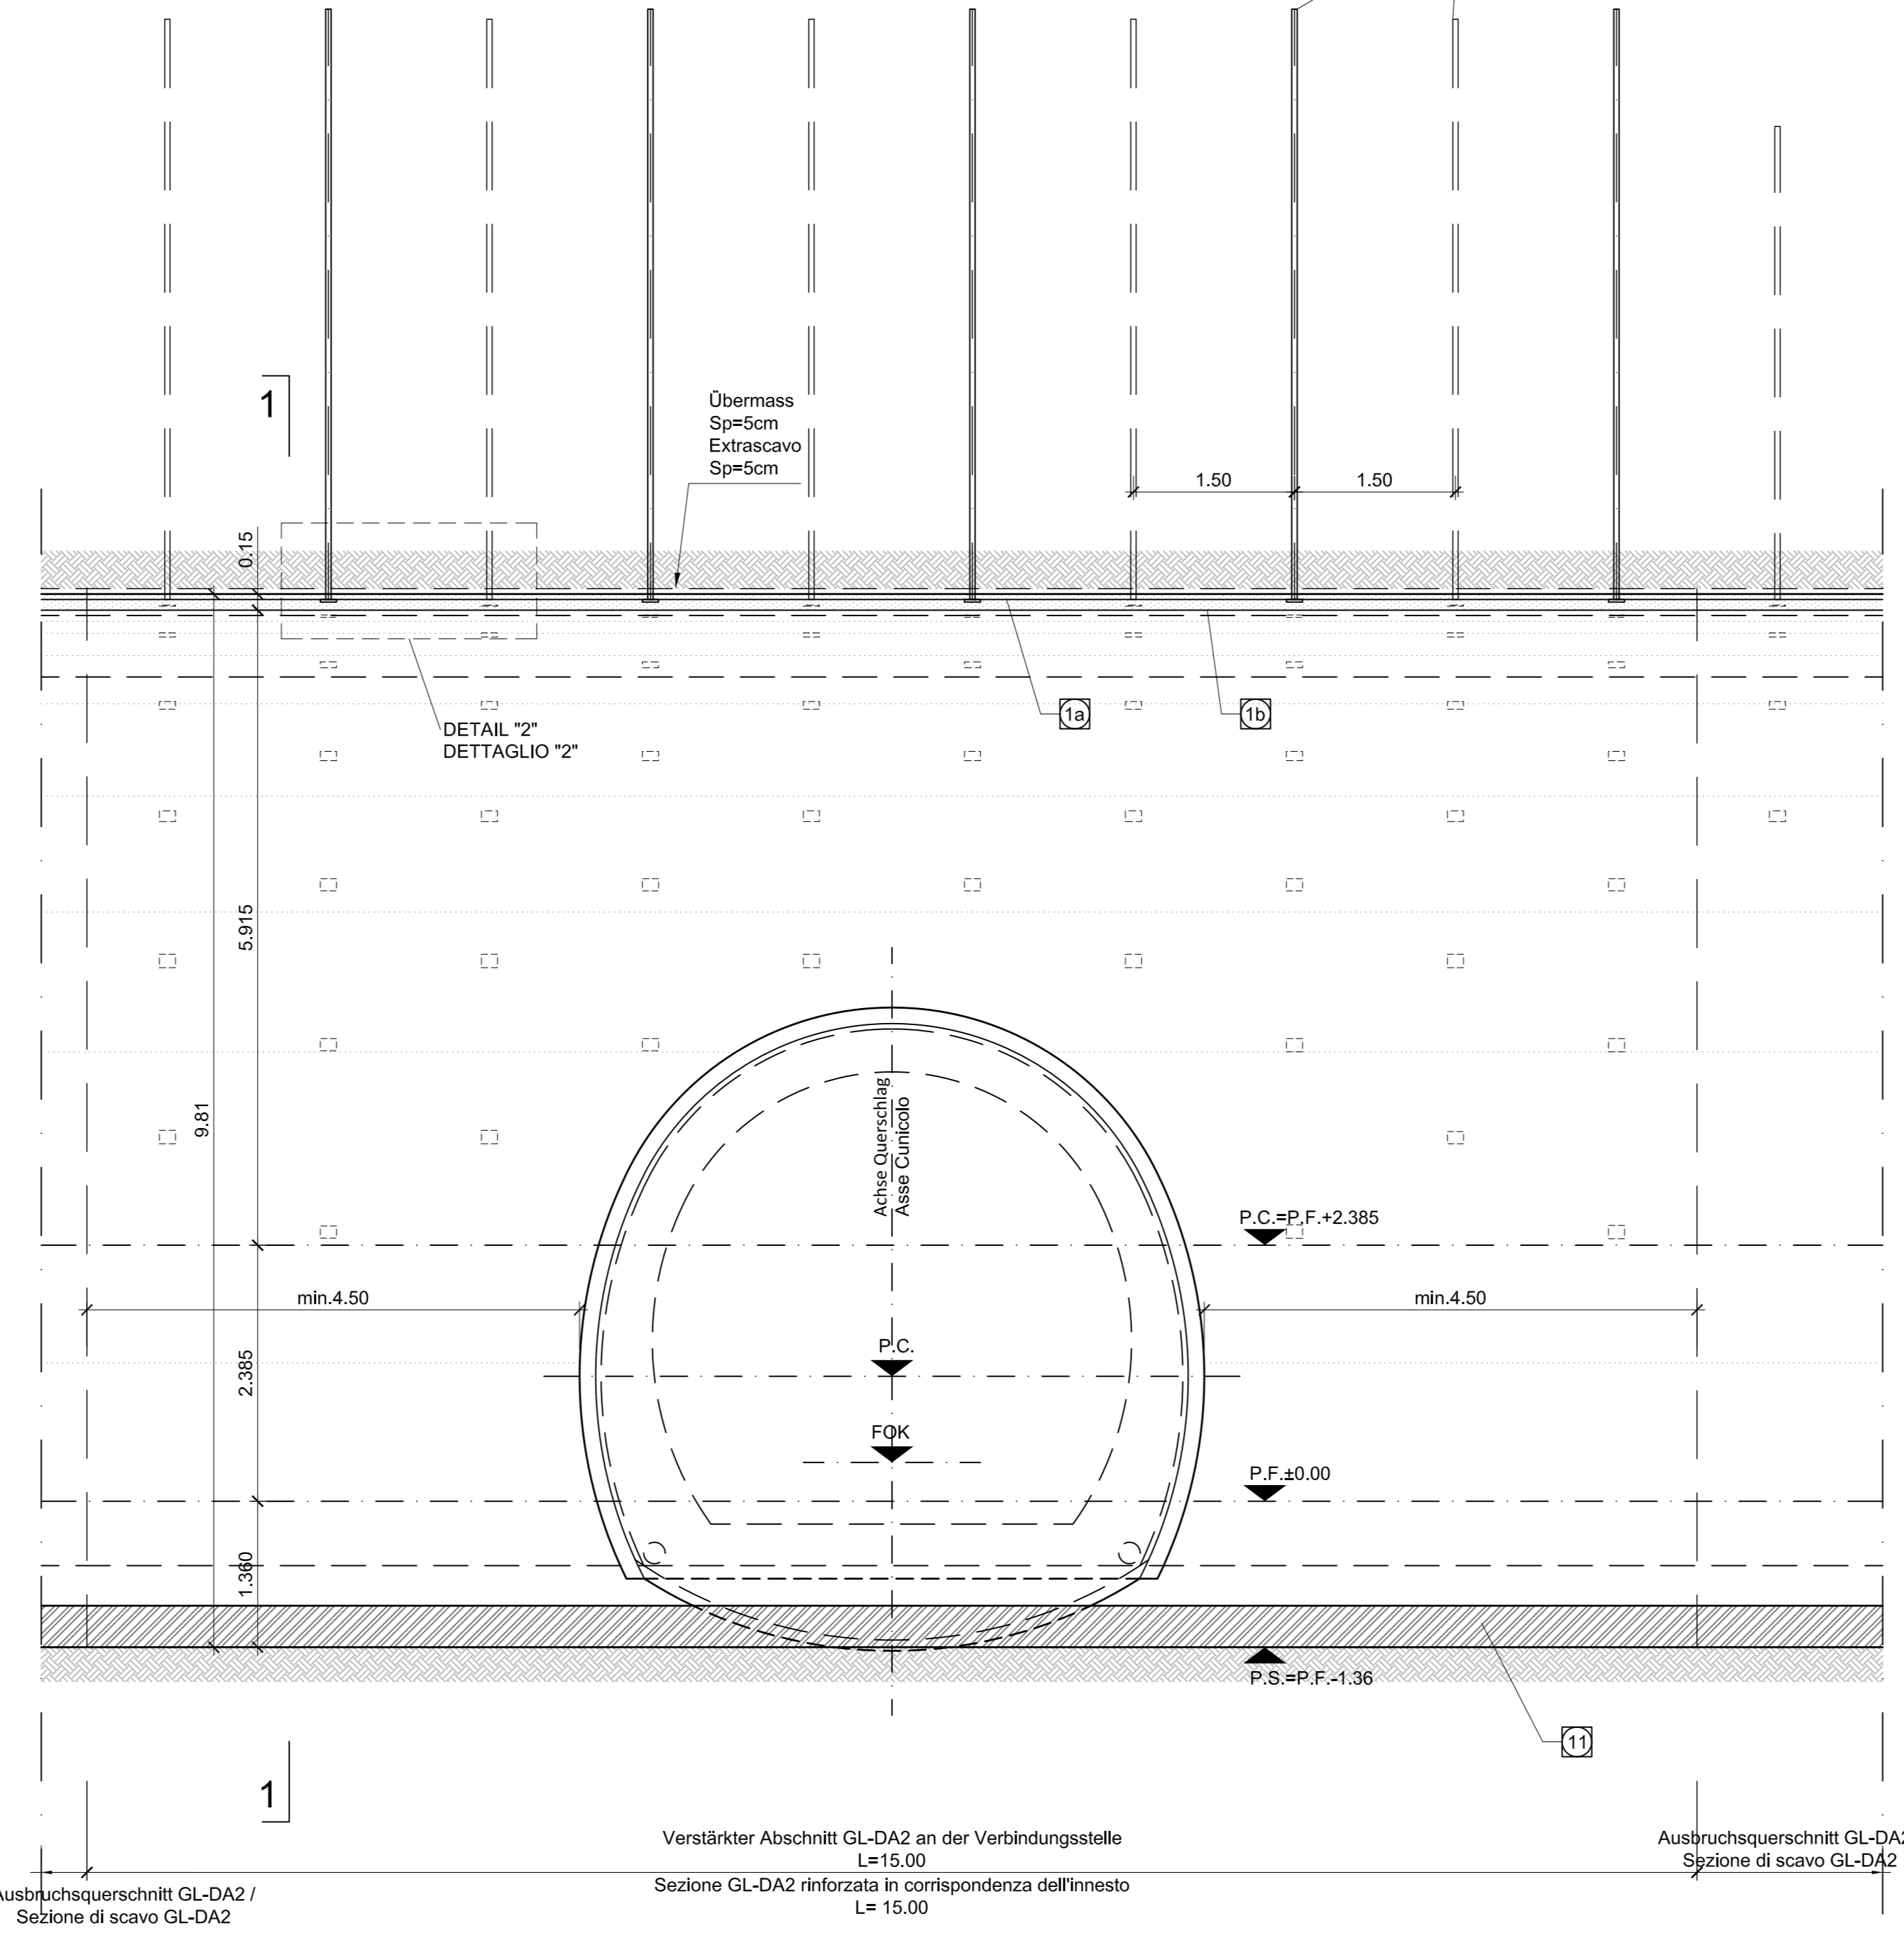 1
Übermass
Sp=5cm
Extrascavo
Sp=5cm
1.50
1.50
0.15
1a
1b
DETAIL "2"
DETTAGLIO "2"
5.915
9.81
Achse Querschlag
Asse Cunicolo
P.C.=P.F.+2.385
min.4.50
min.4.50
P.C.
2.385
FOK
P.F.±0.00
1.360
P.S.=P.F.-1.36
11
1
Verstärkter Abschnitt GL-DA2 an der Verbindungsstelle
L=15.00
Sezione GL-DA2 rinforzata in corrispondenza dell'innesto
L= 15.00
Ausbruchsquerschnitt GL-DA2
Sezione di scavo GL-DA2
Ausbruchsquerschnitt GL-DA2 /
Sezione di scavo GL-DA2